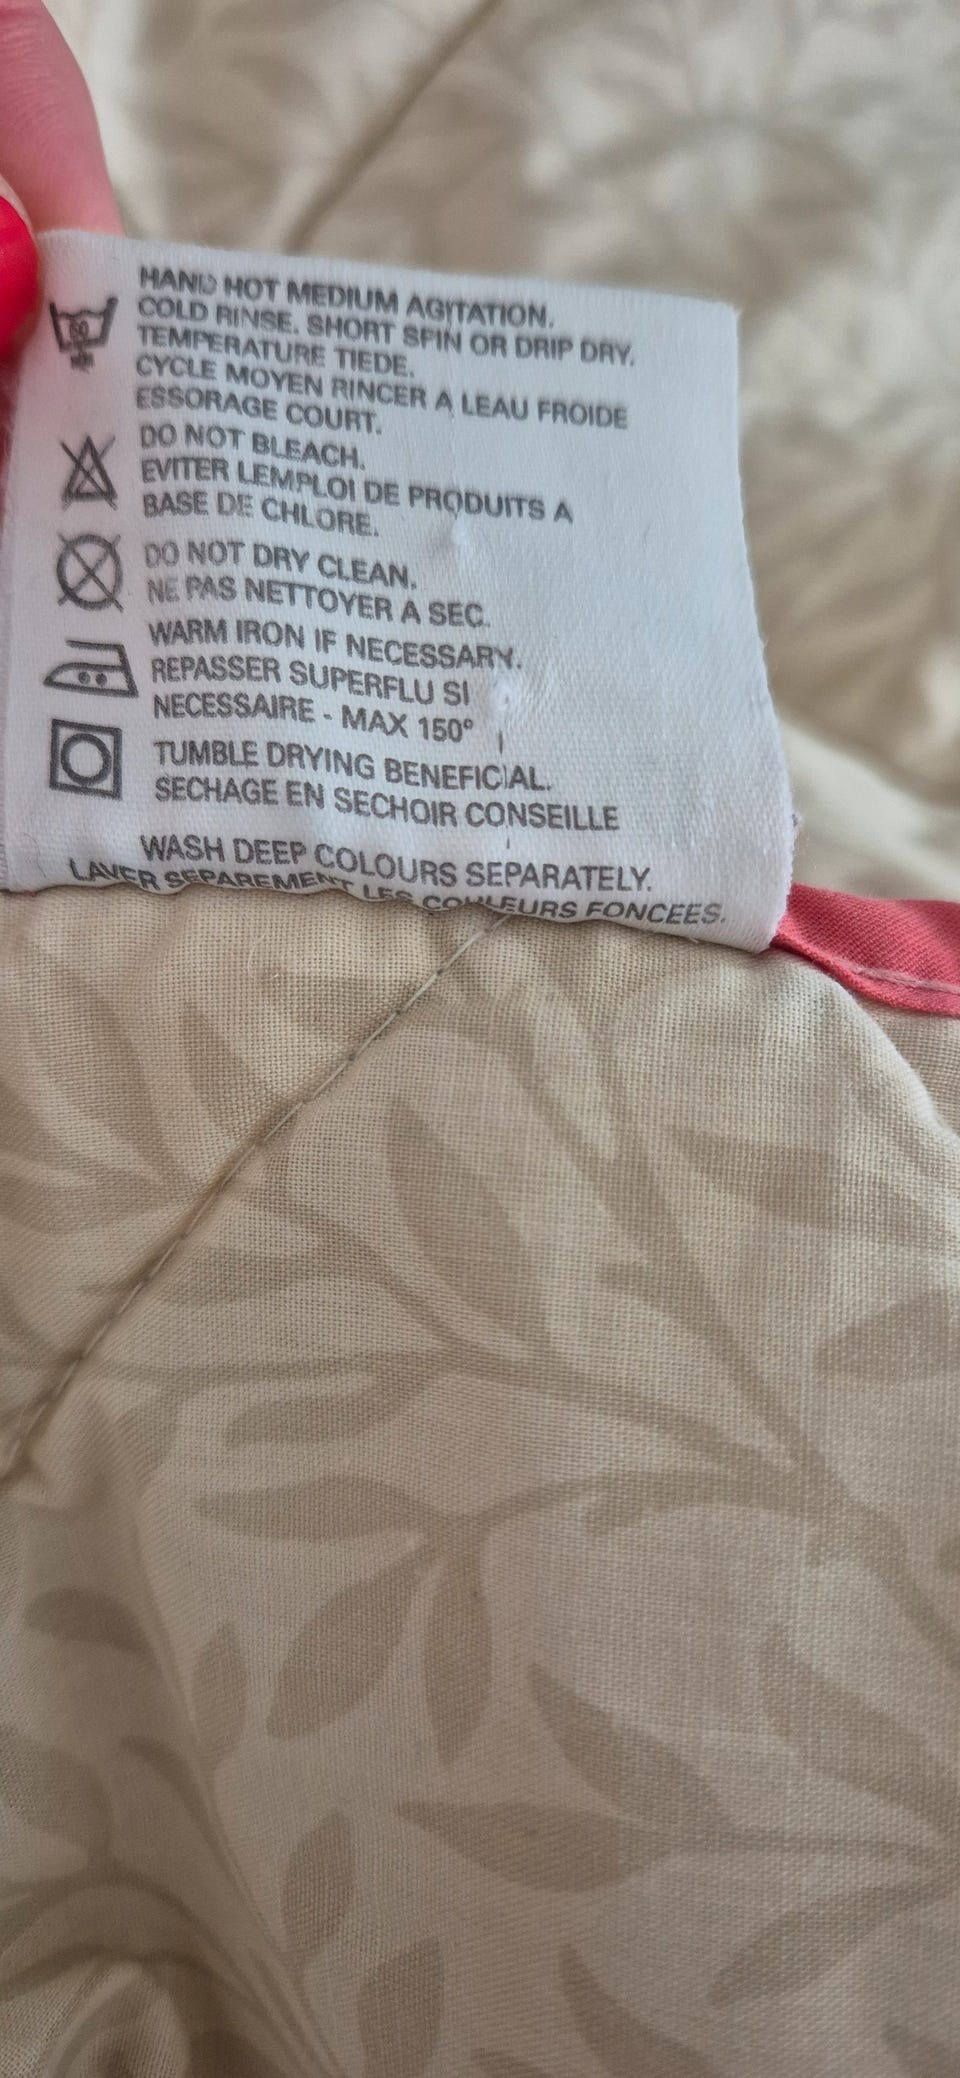 HAND HOT MEDIUM AGITATION.
COLD RINSE. SHORT SPIN OR DRIP DRY.
TEMPERATURE TIEDE.
CYCLE MOYEN RINCER A LEAU FROIDE
ESSORAGE COURT.
DO NOT BLEACH.
EVITER LEMPLOI DE PRODUITS A
BASE DE CHLORE.
DO NOT DRY CLEAN.
NE PAS NETTOYER A SEC.
WARM IRON IF NECESSARY.
REPASSER SUPERFLU SI
NECESSAIRE - MAX 150°
TUMBLE DRYING BENEFICIAL.
SECHAGE EN SECHOIR CONSEILLE
WASH DEEP COLOURS SEPARATELY.
LAVER SEPAREMENT LES COULEURS FONCEES.